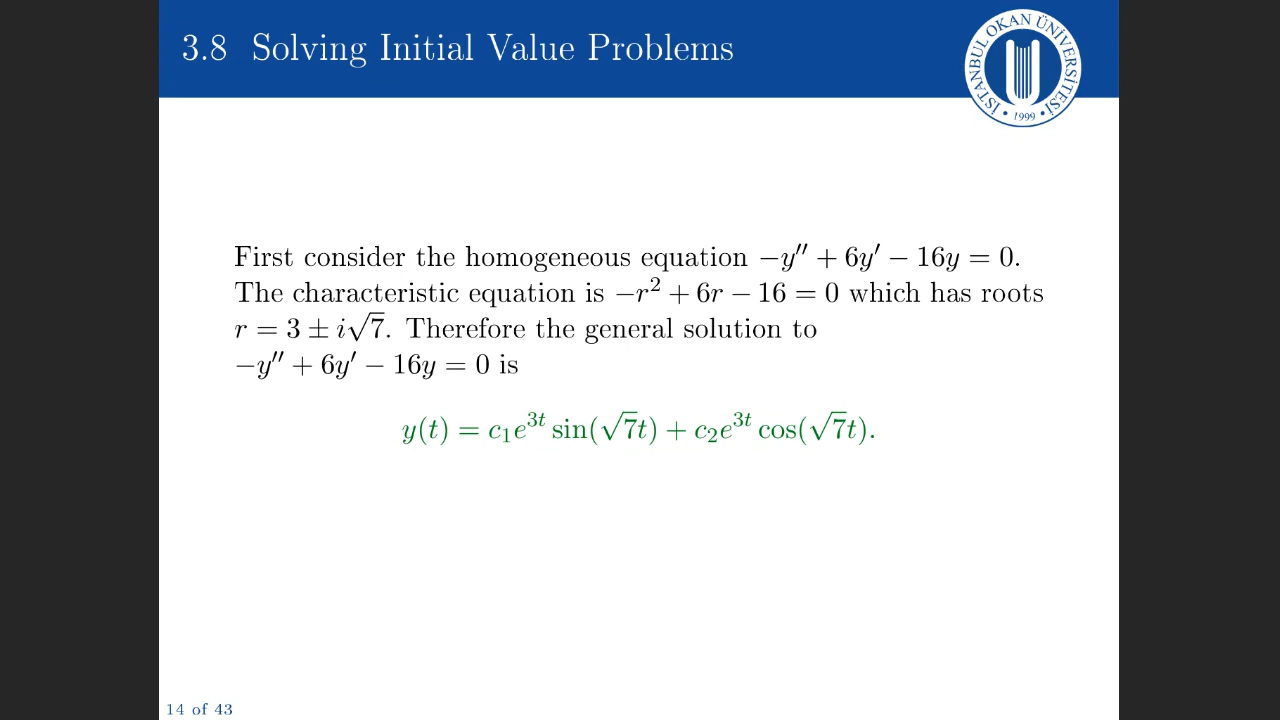 3.8 Solving Initial Value Problems
İSTANBUL OKAN ÜNİVERSİTESİ
• 1999 •
First consider the homogeneous equation −y′′ + 6y′ − 16y = 0.
The characteristic equation is −r² + 6r − 16 = 0 which has roots
r = 3 ± i√7. Therefore the general solution to
−y′′ + 6y′ − 16y = 0 is
y(t) = c₁e³ᵗ sin(√7t) + c₂e³ᵗ cos(√7t).
14 of 43